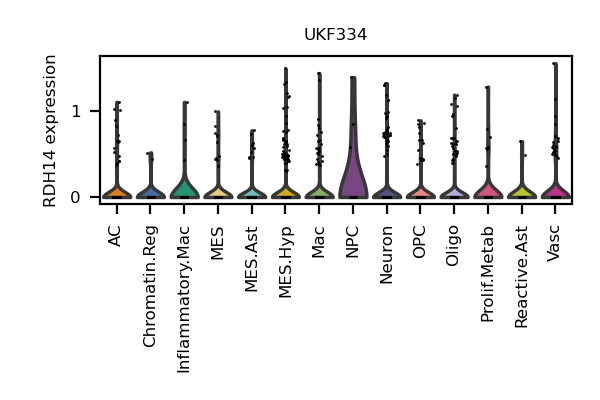 UKF334
RDH14 expression
1
0
AC
Chromatin.Reg
Inflammatory.Mac
MES
MES.Ast
MES.Hyp
Mac
NPC
Neuron
OPC
Oligo
Prolif.Metab
Reactive.Ast
Vasc